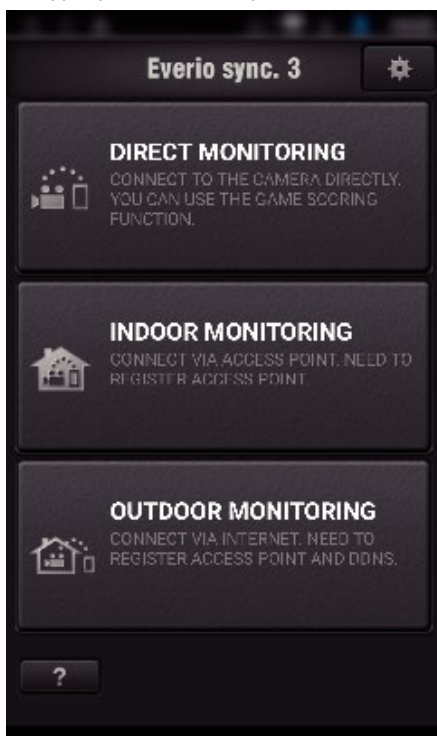 Everio sync. 3
DIRECT MONITORING
CONNECT TO THE CAMERA DIRECTLY.
YOU CAN USE THE GAME SCORING
FUNCTION.
INDOOR MONITORING
CONNECT VIA ACCESS POINT. NEED TO
REGISTER ACCESS POINT.
OUTDOOR MONITORING
CONNECT VIA INTERNET. NEED TO
REGISTER ACCESS POINT AND DDNS.
?